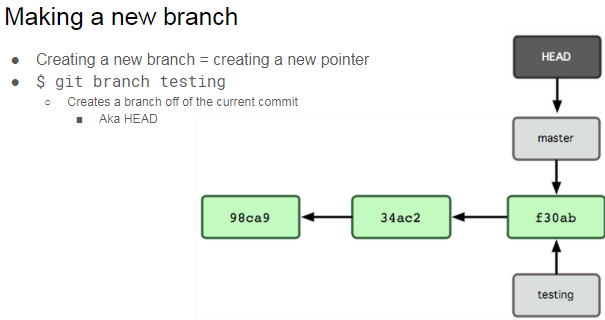 Making a new branch
● Creating a new branch = creating a new pointer
● $ git branch testing
○ Creates a branch off of the current commit
■ Aka HEAD
HEAD
master
98ca9
34ac2
f30ab
testing